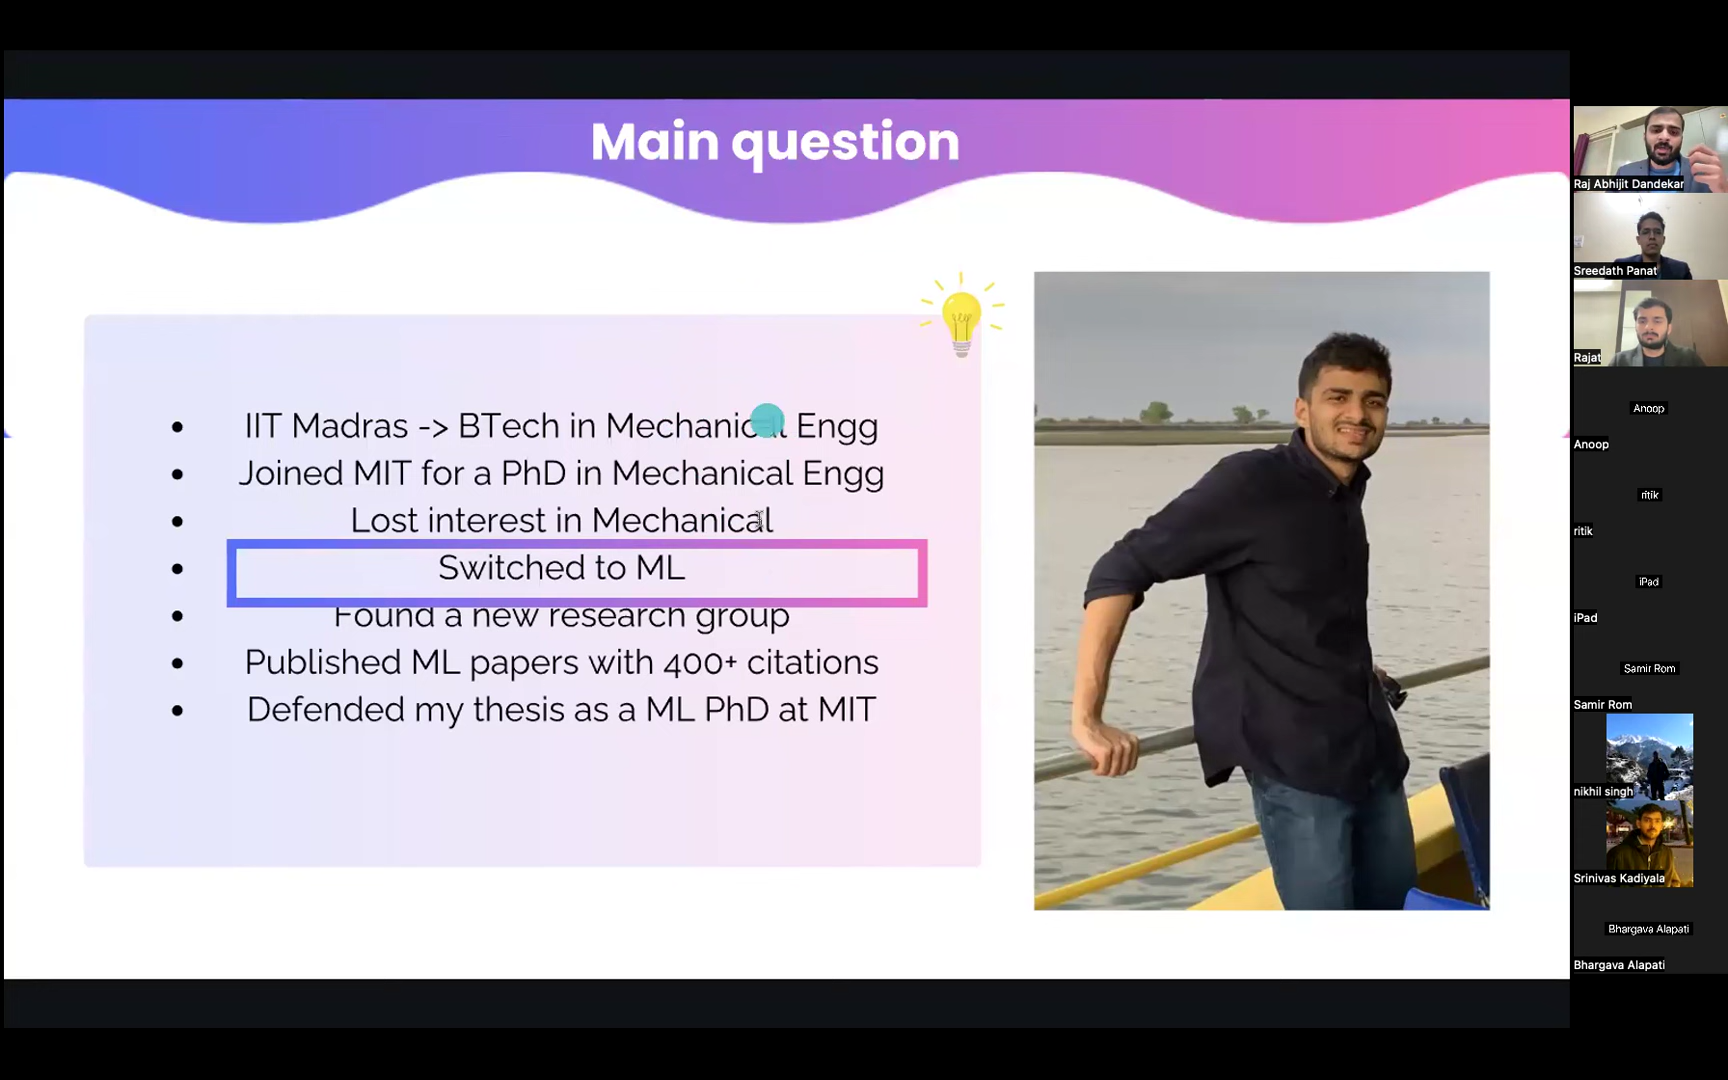 Main question
IIT Madras -> BTech in Mechanical Engg
Joined MIT for a PhD in Mechanical Engg
Lost interest in Mechanical
Switched to ML
Found a new research group
Published ML papers with 400+ citations
Defended my thesis as a ML PhD at MIT
Raj Abhijit Dandekar
Sreedath Panat
Rajat
Anoop
Anoop
ritik
ritik
iPad
iPad
Samir Rom
Samir Rom
nikhil singh
Srinivas Kadiyala
Bhargava Alapati
Bhargava Alapati